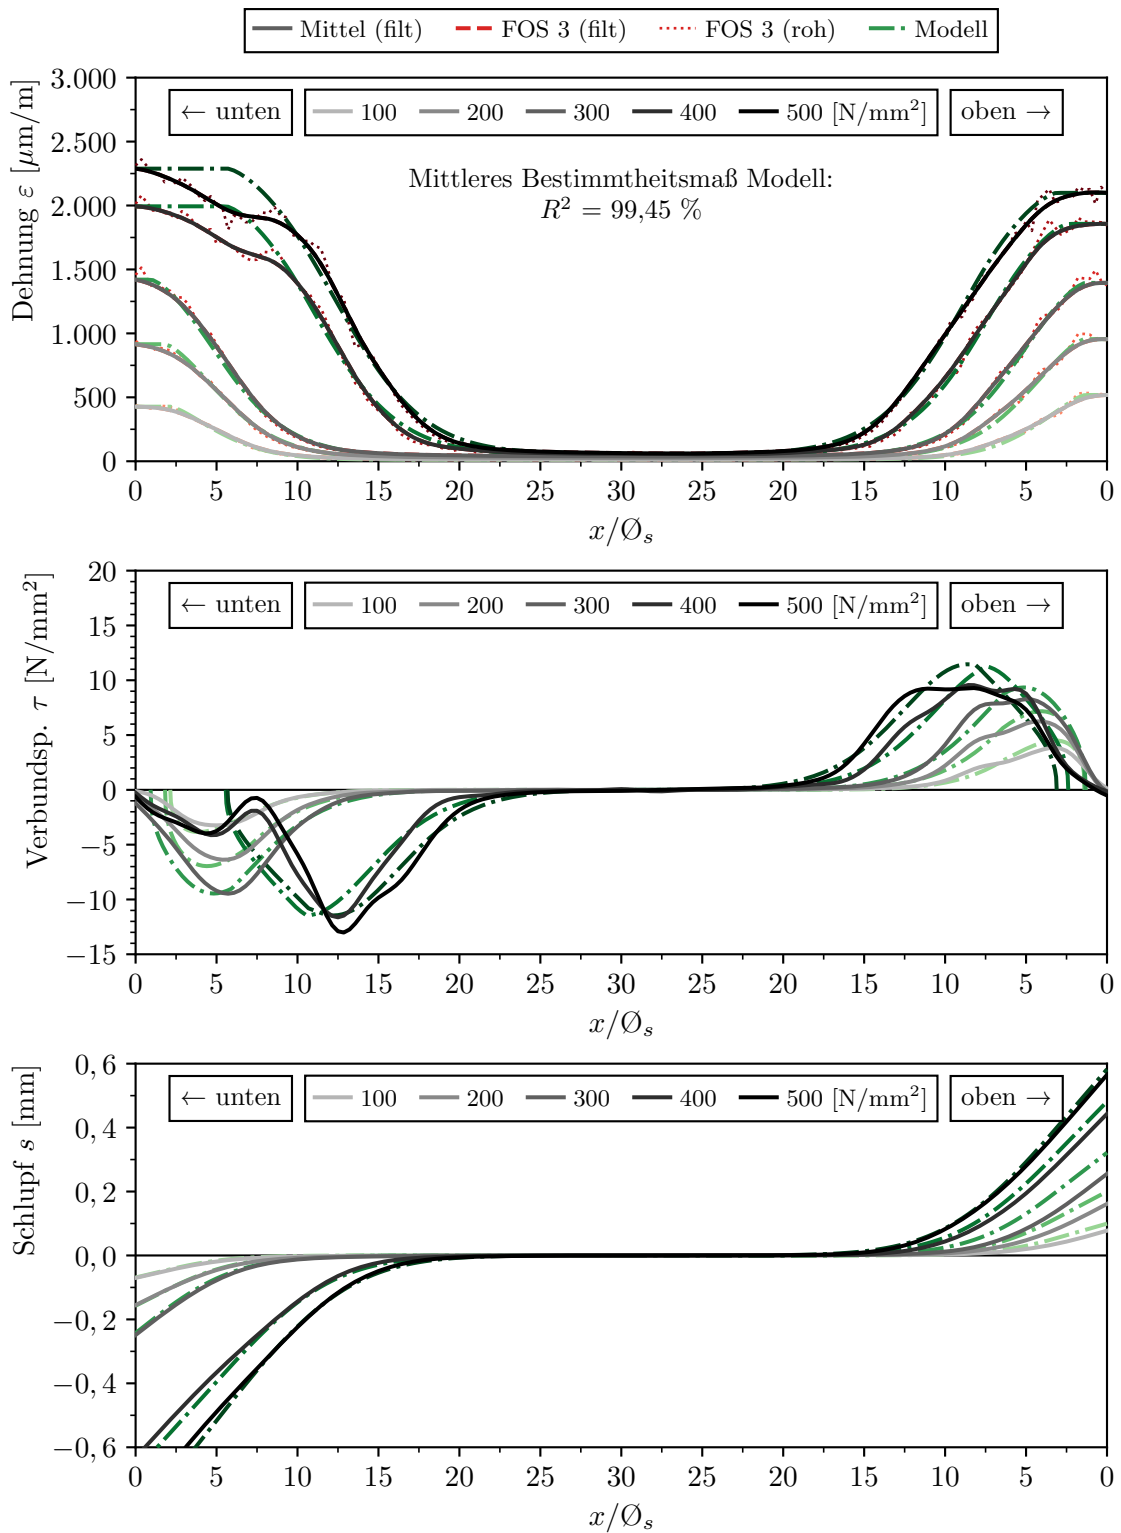 Mittel (filt) FOS 3 (filt) FOS 3 (roh) Modell
3.000
2.500
2.000
1.500
1.000
500
0
Dehnung ε [μm/m]
← unten 100 200 300 400 500 [N/mm²] oben →
Mittleres Bestimmtheitsmaß Modell:
R² = 99,45 %
0 5 10 15 20 25 30 25 20 15 10 5 0
x/Øₛ
20
15
10
5
0
−5
−10
−15
Verbundsp. τ [N/mm²]
← unten 100 200 300 400 500 [N/mm²] oben →
0 5 10 15 20 25 30 25 20 15 10 5 0
x/Øₛ
0,6
0,4
0,2
0,0
−0,2
−0,4
−0,6
Schlupf s [mm]
← unten 100 200 300 400 500 [N/mm²] oben →
0 5 10 15 20 25 30 25 20 15 10 5 0
x/Øₛ